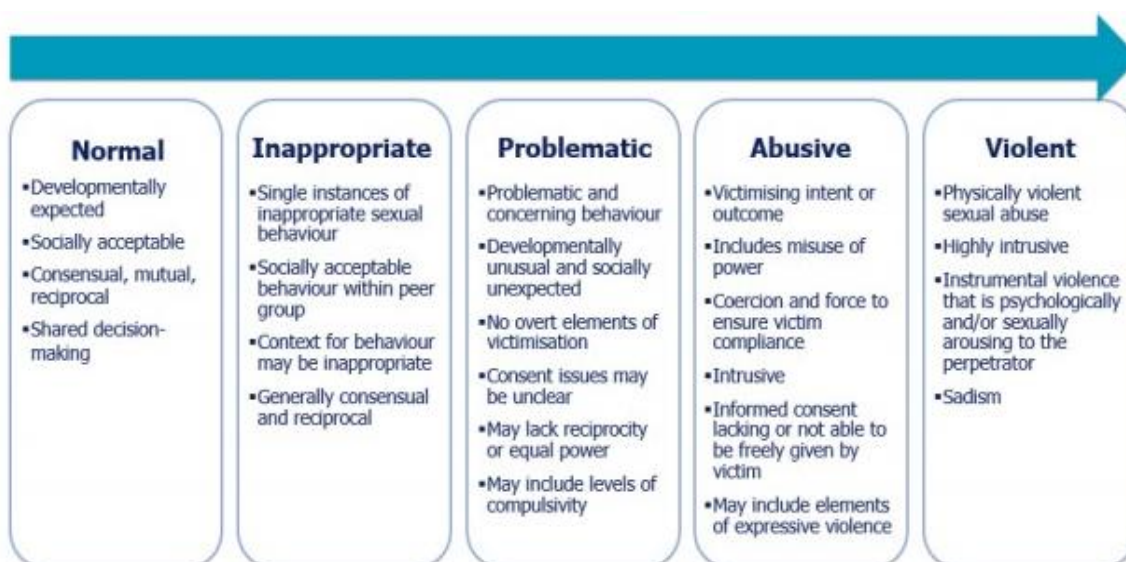 Normal
▪Developmentally
expected
▪Socially acceptable
▪Consensual, mutual,
reciprocal
▪Shared decision-
making
Inappropriate
▪Single instances of
inappropriate sexual
behaviour
▪Socially acceptable
behaviour within peer
group
▪Context for behaviour
may be inappropriate
▪Generally consensual
and reciprocal
Problematic
▪Problematic and
concerning behaviour
▪Developmentally
unusual and socially
unexpected
▪No overt elements of
victimisation
▪Consent issues may
be unclear
▪May lack reciprocity
or equal power
▪May include levels of
compulsivity
Abusive
▪Victimising intent or
outcome
▪Includes misuse of
power
▪Coercion and force to
ensure victim
compliance
▪Intrusive
▪Informed consent
lacking or not able to
be freely given by
victim
▪May include elements
of expressive violence
Violent
▪Physically violent
sexual abuse
▪Highly intrusive
▪Instrumental violence
that is psychologically
and/or sexually
arousing to the
perpetrator
▪Sadism